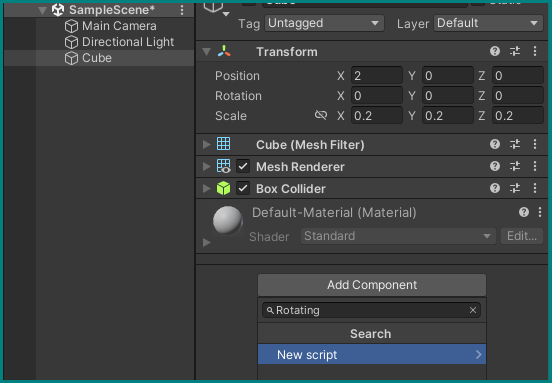 SampleScene*
Main Camera
Directional Light
Cube
Tag Untagged Layer Default
Transform
Position X 2 Y 0 Z 0
Rotation X 0 Y 0 Z 0
Scale X 0.2 Y 0.2 Z 0.2
Cube (Mesh Filter)
Mesh Renderer
Box Collider
Default-Material (Material)
Shader Standard Edit...
Add Component
Rotating
Search
New script